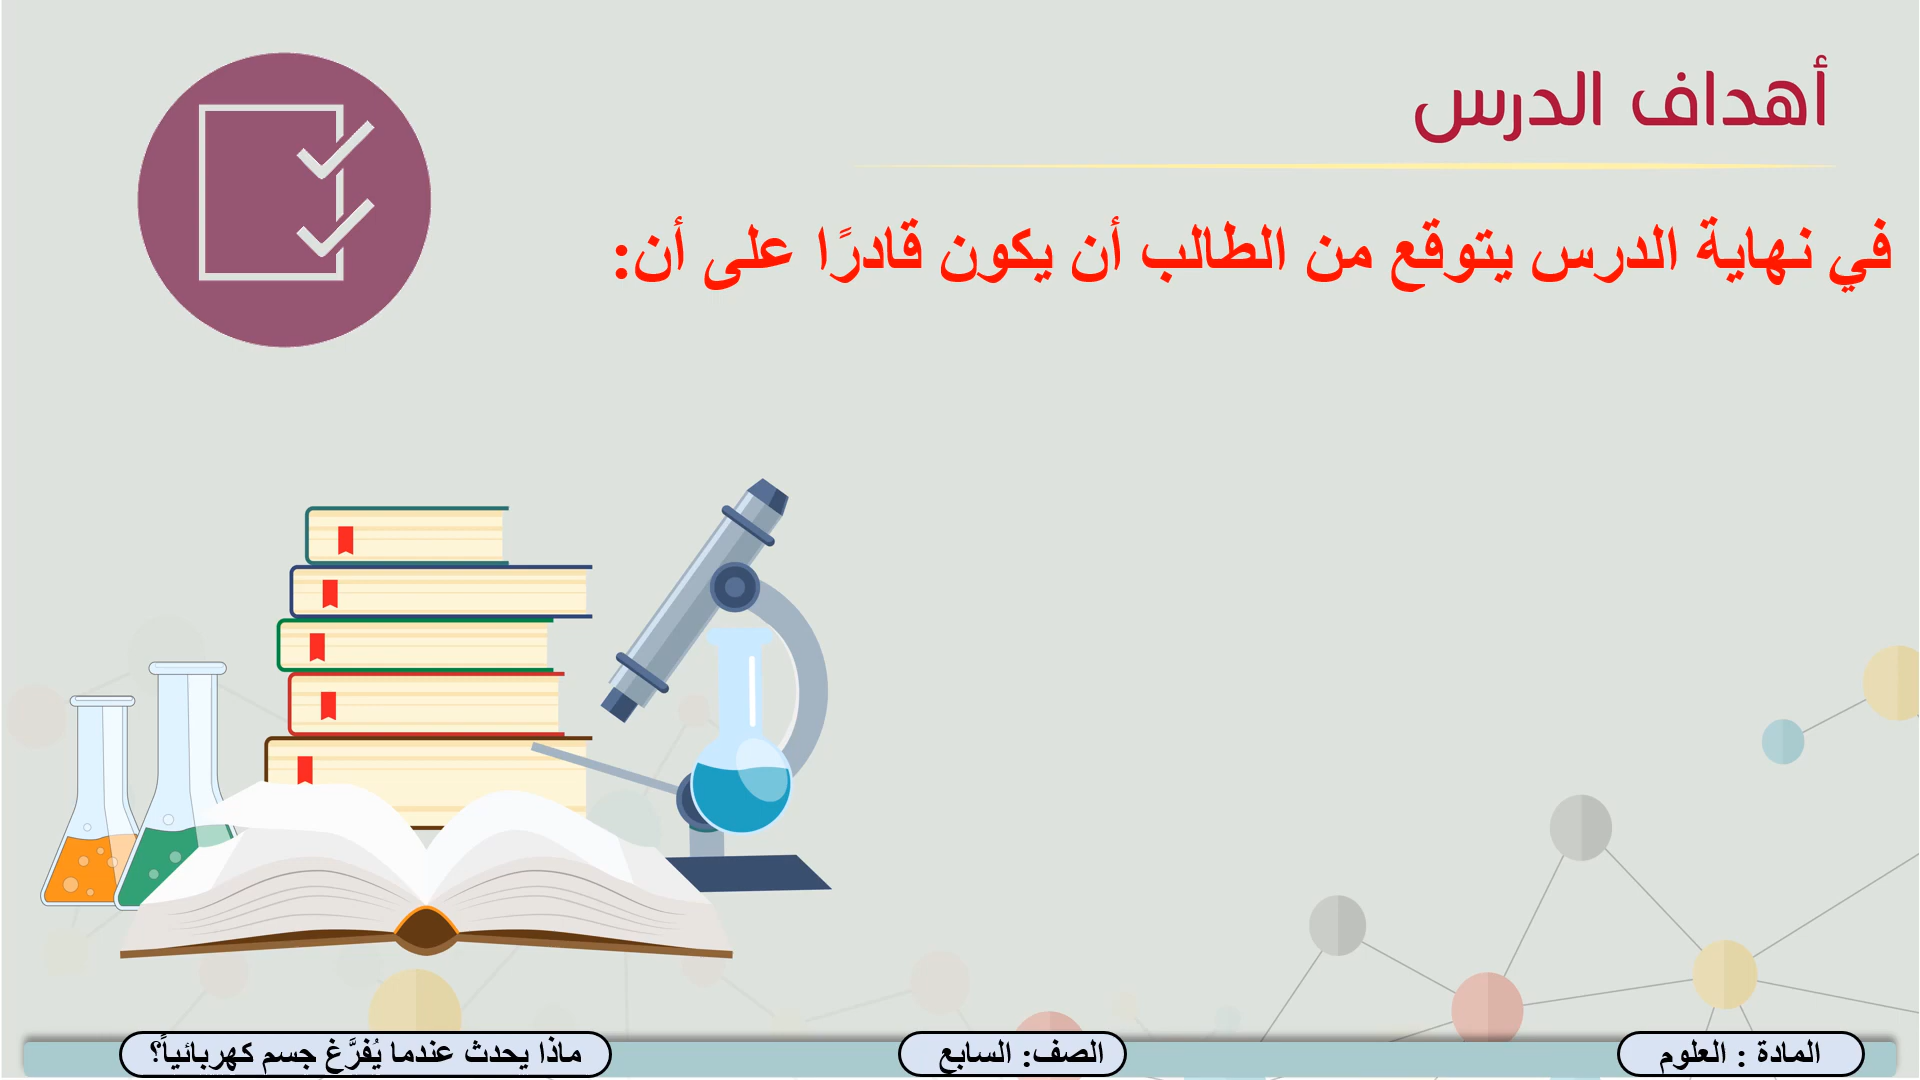 أهداف الدرس
في نهاية الدرس يتوقع من الطالب أن يكون قادرًا على أن:
المادة : العلوم
الصف: السابع
ماذا يحدث عندما يُفرَّغ جسم كهربائياً؟